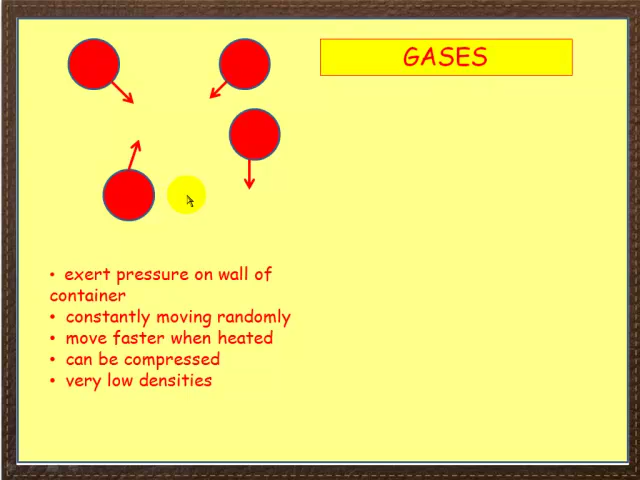 GASES
• exert pressure on wall of
container
• constantly moving randomly
• move faster when heated
• can be compressed
• very low densities